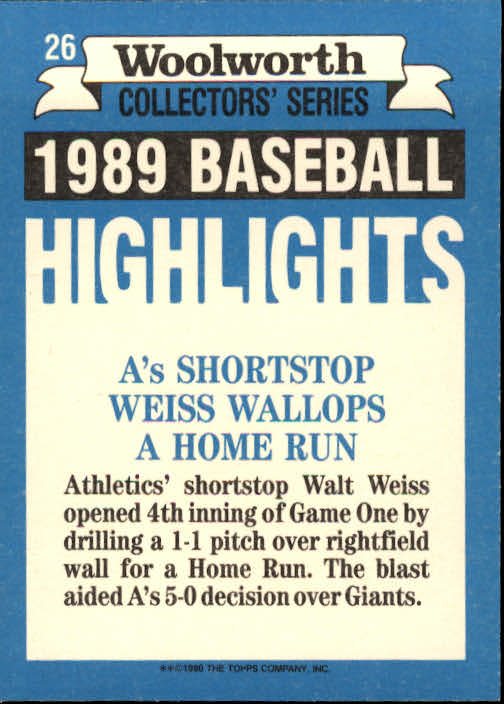 26
Woolworth
COLLECTORS' SERIES
1989 BASEBALL
HIGHLIGHTS
A's SHORTSTOP
WEISS WALLOPS
A HOME RUN
Athletics' shortstop Walt Weiss
opened 4th inning of Game One by
drilling a 1-1 pitch over rightfield
wall for a Home Run. The blast
aided A's 5-0 decision over Giants.
**©1990 THE TOPPS COMPANY, INC.